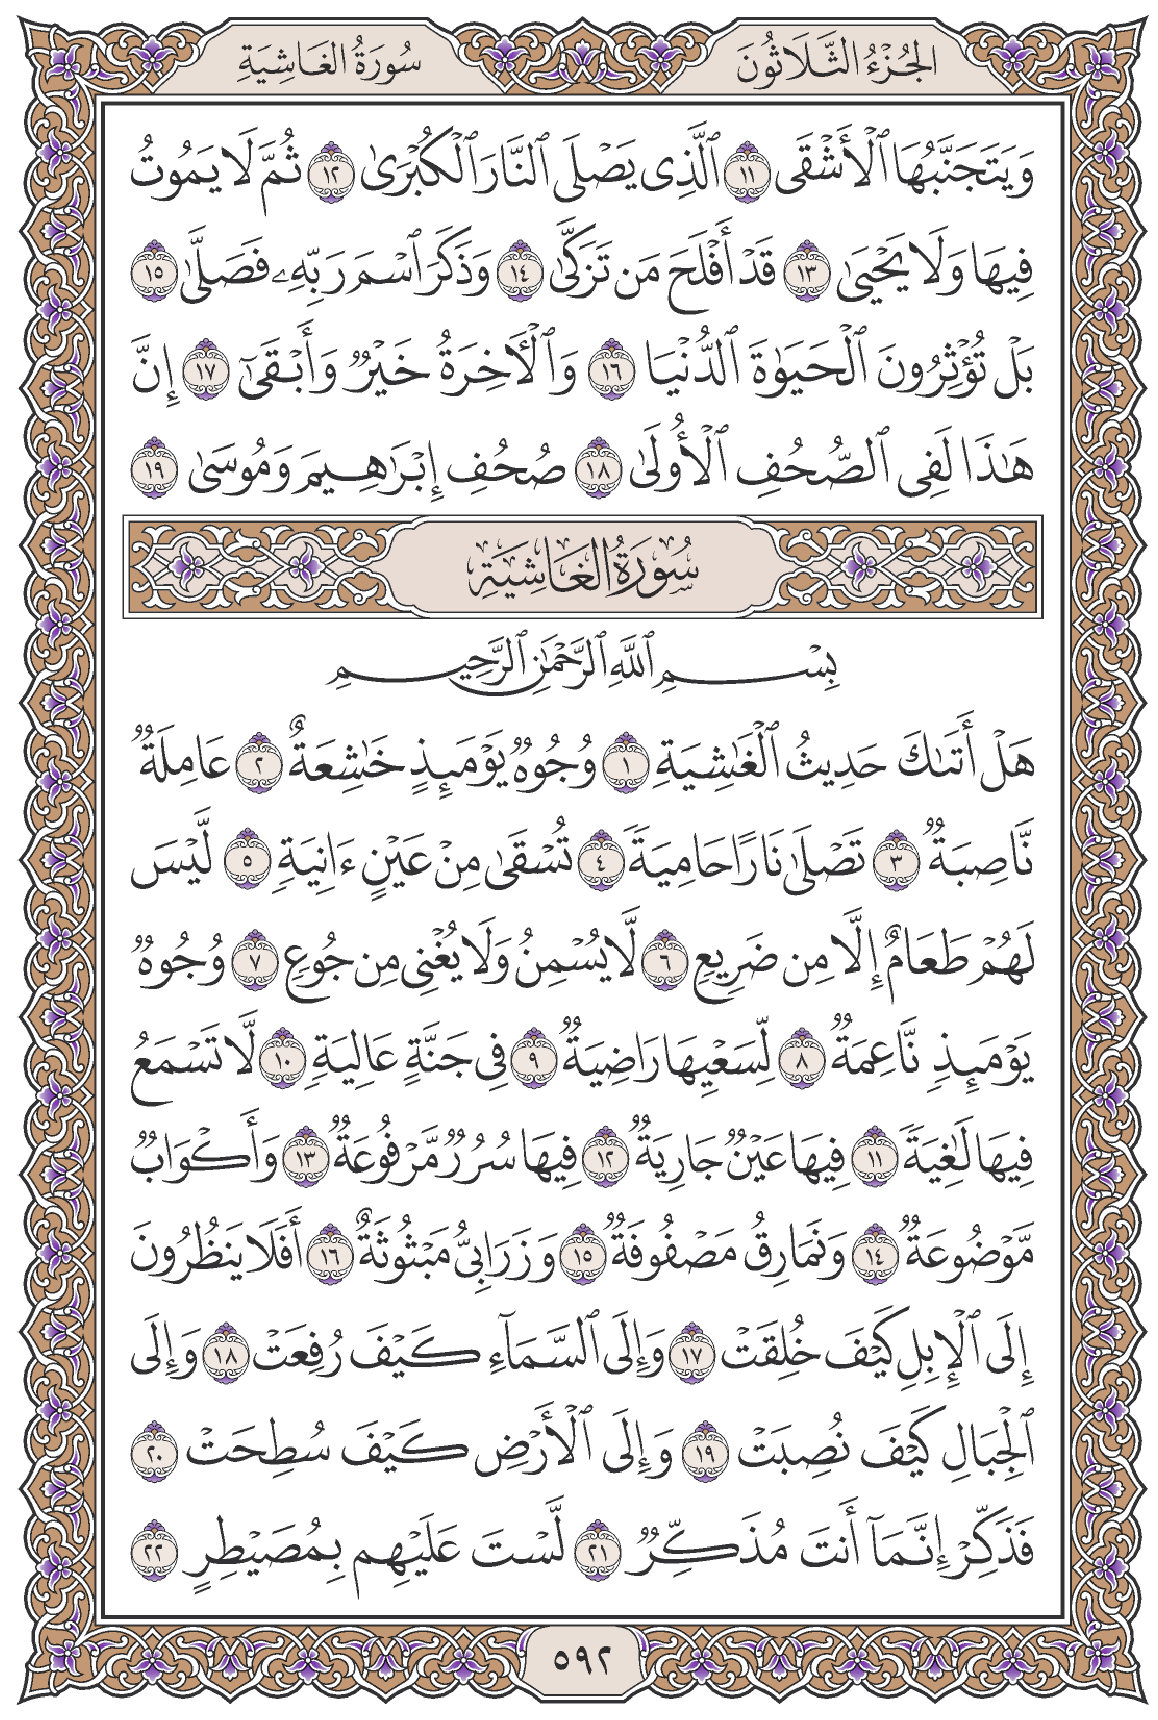 الجُزْءُ الثَّلَاثُونَ
سُورَةُ الغَاشِيَةِ
وَيَتَجَنَّبُهَا ٱلْأَشْقَى ١١ ٱلَّذِى يَصْلَى ٱلنَّارَ ٱلْكُبْرَىٰ ١٢ ثُمَّ لَا يَمُوتُ
فِيهَا وَلَا يَحْيَىٰ ١٣ قَدْ أَفْلَحَ مَن تَزَكَّىٰ ١٤ وَذَكَرَ ٱسْمَ رَبِّهِۦ فَصَلَّىٰ ١٥
بَلْ تُؤْثِرُونَ ٱلْحَيَوٰةَ ٱلدُّنْيَا ١٦ وَٱلْأَخِرَةُ خَيْرٌ وَأَبْقَىٰٓ ١٧ إِنَّ
هَٰذَا لَفِى ٱلصُّحُفِ ٱلْأُولَىٰ ١٨ صُحُفِ إِبْرَٰهِيمَ وَمُوسَىٰ ١٩
سُورَةُ الغَاشِيَةِ
بِسْمِ ٱللَّهِ ٱلرَّحْمَٰنِ ٱلرَّحِيمِ
هَلْ أَتَىٰكَ حَدِيثُ ٱلْغَٰشِيَةِ ١ وُجُوهٌ يَوْمَئِذٍ خَٰشِعَةٌ ٢ عَامِلَةٌ
نَّاصِبَةٌ ٣ تَصْلَىٰ نَارًا حَامِيَةً ٤ تُسْقَىٰ مِنْ عَيْنٍ ءَانِيَةٍ ٥ لَّيْسَ
لَهُمْ طَعَامٌ إِلَّا مِن ضَرِيعٍ ٦ لَّا يُسْمِنُ وَلَا يُغْنِى مِن جُوعٍ ٧ وُجُوهٌ
يَوْمَئِذٍ نَّاعِمَةٌ ٨ لِّسَعْيِهَا رَاضِيَةٌ ٩ فِى جَنَّةٍ عَالِيَةٍ ١٠ لَّا تَسْمَعُ
فِيهَا لَٰغِيَةً ١١ فِيهَا عَيْنٌ جَارِيَةٌ ١٢ فِيهَا سُرُرٌ مَّرْفُوعَةٌ ١٣ وَأَكْوَابٌ
مَّوْضُوعَةٌ ١٤ وَنَمَارِقُ مَصْفُوفَةٌ ١٥ وَزَرَابِىُّ مَبْثُوثَةٌ ١٦ أَفَلَا يَنظُرُونَ
إِلَى ٱلْإِبِلِ كَيْفَ خُلِقَتْ ١٧ وَإِلَى ٱلسَّمَآءِ كَيْفَ رُفِعَتْ ١٨ وَإِلَى
ٱلْجِبَالِ كَيْفَ نُصِبَتْ ١٩ وَإِلَى ٱلْأَرْضِ كَيْفَ سُطِحَتْ ٢٠
فَذَكِّرْ إِنَّمَآ أَنتَ مُذَكِّرٌ ٢١ لَّسْتَ عَلَيْهِم بِمُصَيْطِرٍ ٢٢
٥٩٢